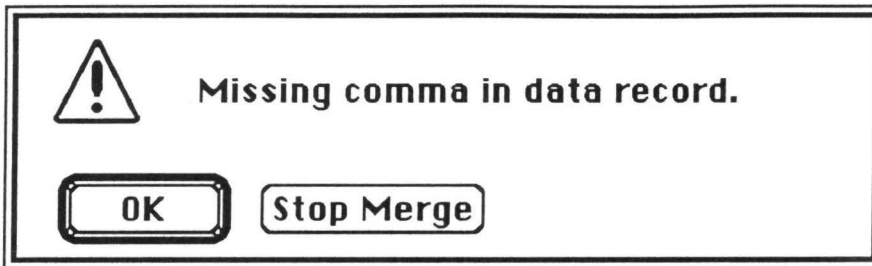 Missing comma in data record.
OK
Stop Merge